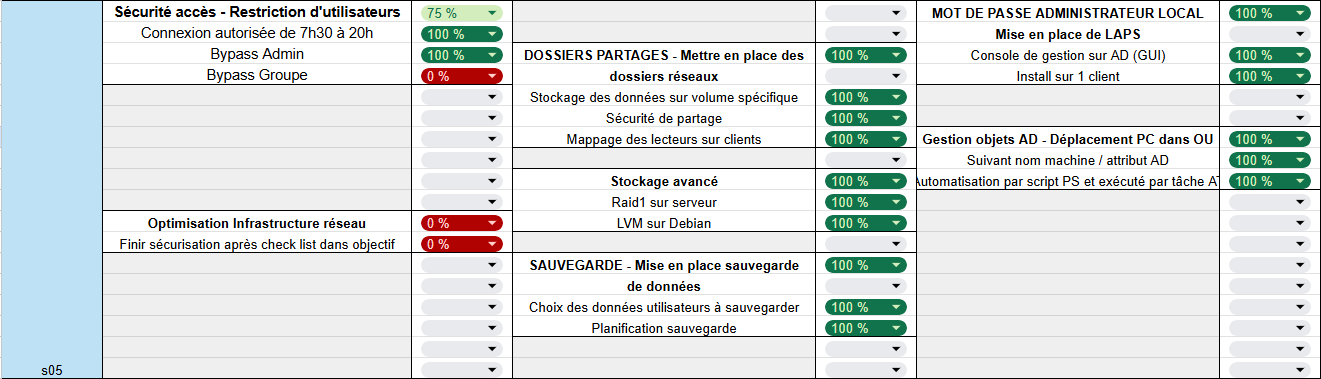 s05
Sécurité accès - Restriction d'utilisateurs 75 %
Connexion autorisée de 7h30 à 20h 100 %
Bypass Admin 100 %
Bypass Groupe 0 %
Optimisation Infrastructure réseau 0 %
Finir sécurisation après check list dans objectif 0 %
DOSSIERS PARTAGES - Mettre en place des 100 %
dossiers réseaux
Stockage des données sur volume spécifique 100 %
Sécurité de partage 100 %
Mappage des lecteurs sur clients 100 %
Stockage avancé 100 %
Raid1 sur serveur 100 %
LVM sur Debian 100 %
SAUVEGARDE - Mise en place sauvegarde 100 %
de données
Choix des données utilisateurs à sauvegarder 100 %
Planification sauvegarde 100 %
MOT DE PASSE ADMINISTRATEUR LOCAL 100 %
Mise en place de LAPS
Console de gestion sur AD (GUI) 100 %
Install sur 1 client 100 %
Gestion objets AD - Déplacement PC dans OU 100 %
Suivant nom machine / attribut AD 100 %
Automatisation par script PS et exécuté par tâche AT 100 %